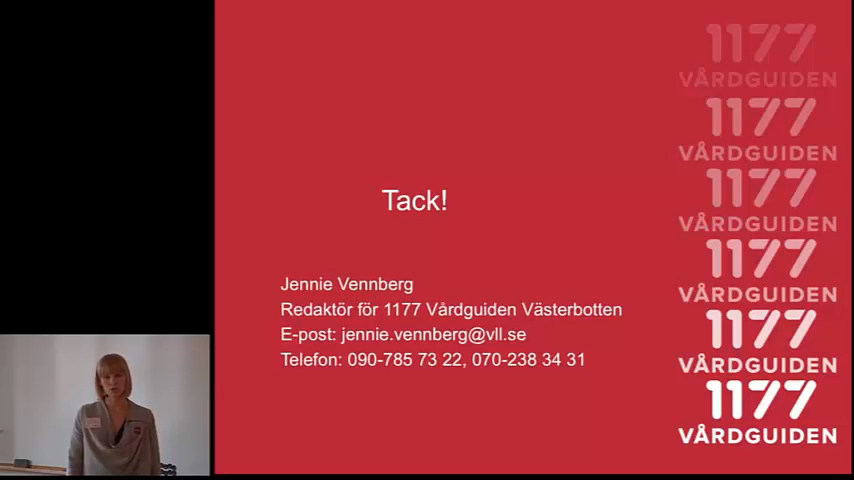 Tack!
Jennie Vennberg
Redaktör för 1177 Vårdguiden Västerbotten
E-post: jennie.vennberg@vll.se
Telefon: 090-785 73 22, 070-238 34 31
1177
VÅRDGUIDEN
1177
VÅRDGUIDEN
1177
VÅRDGUIDEN
1177
VÅRDGUIDEN
1177
VÅRDGUIDEN
1177
VÅRDGUIDEN